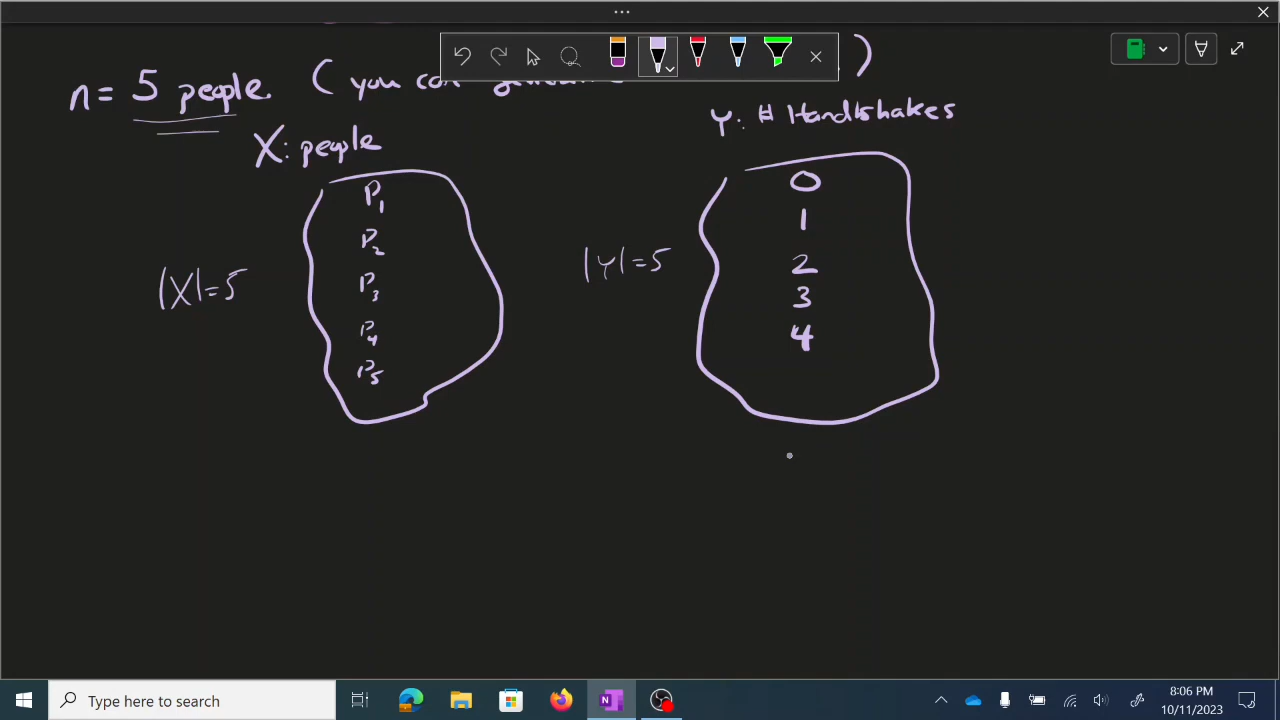 ...
n = 5 people. ( you can )
Y: # Handshakes
X: people
P1
P2
P3
P4
P5
|X|=5
|Y|=5
0
1
2
3
4
Type here to search
8:06 PM
10/11/2023